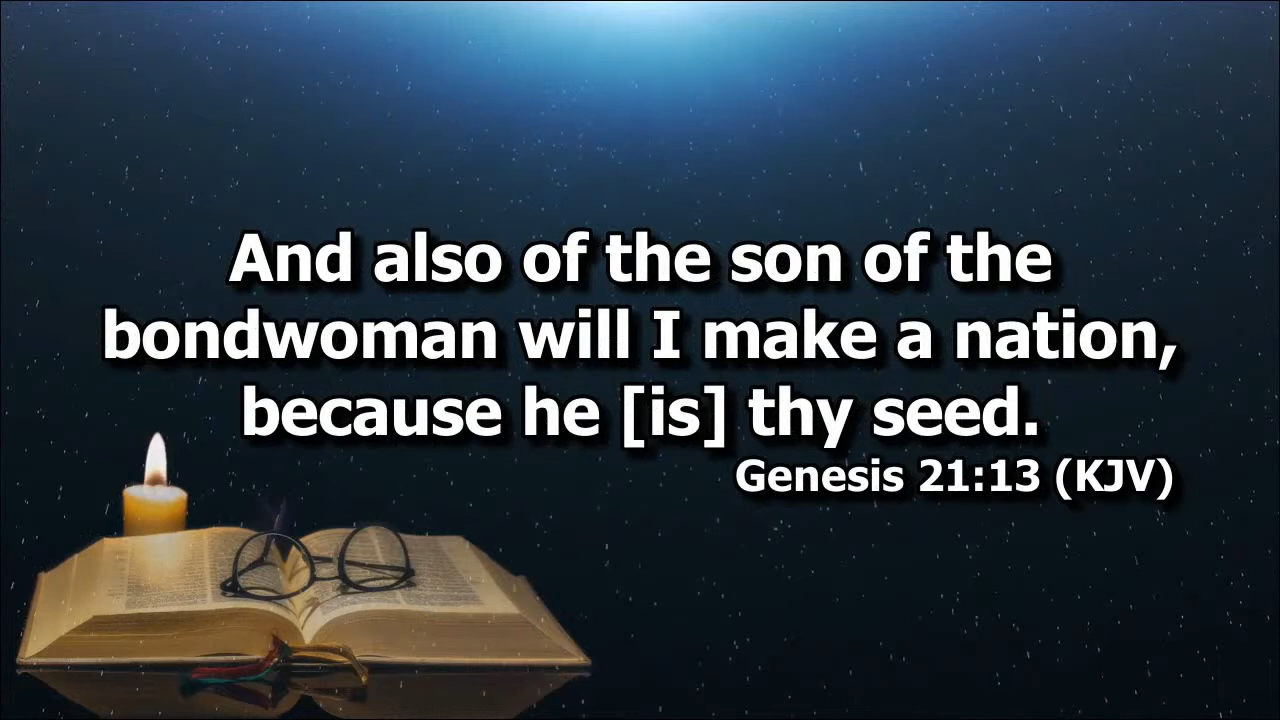 And also of the son of the
bondwoman will I make a nation,
because he [is] thy seed.
Genesis 21:13 (KJV)